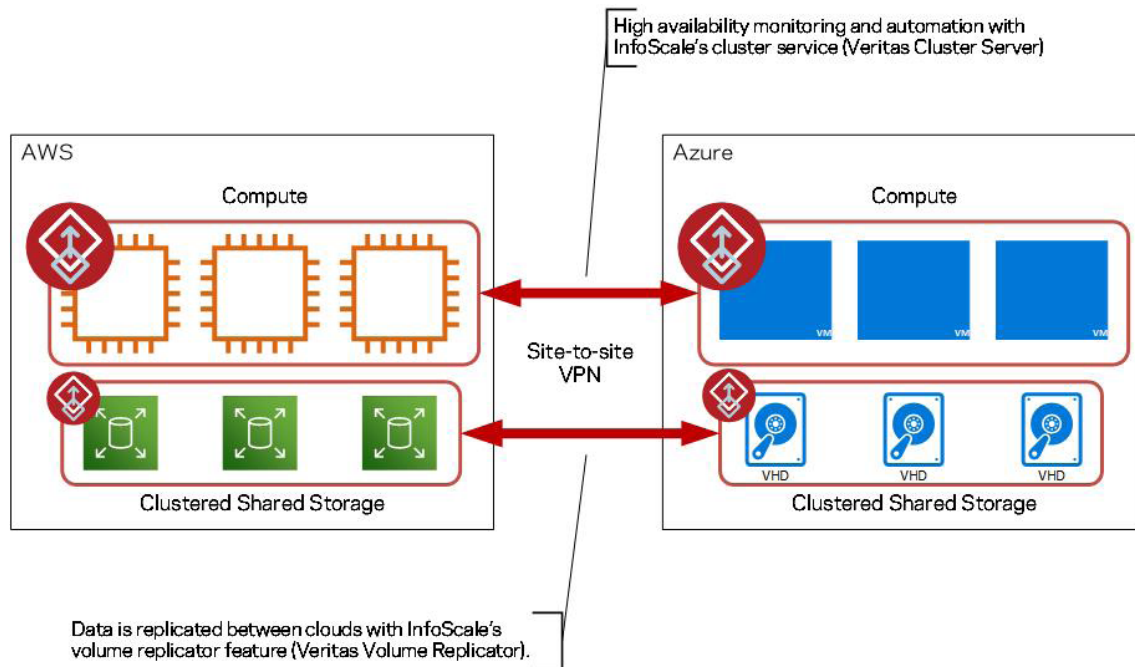 High availability monitoring and automation with
InfoScale's cluster service (Veritas Cluster Server)
AWS
Compute
Clustered Shared Storage
Site-to-site
VPN
Azure
Compute
VM
VM
VM
VHD
VHD
VHD
Clustered Shared Storage
Data is replicated between clouds with InfoScale's
volume replicator feature (Veritas Volume Replicator).